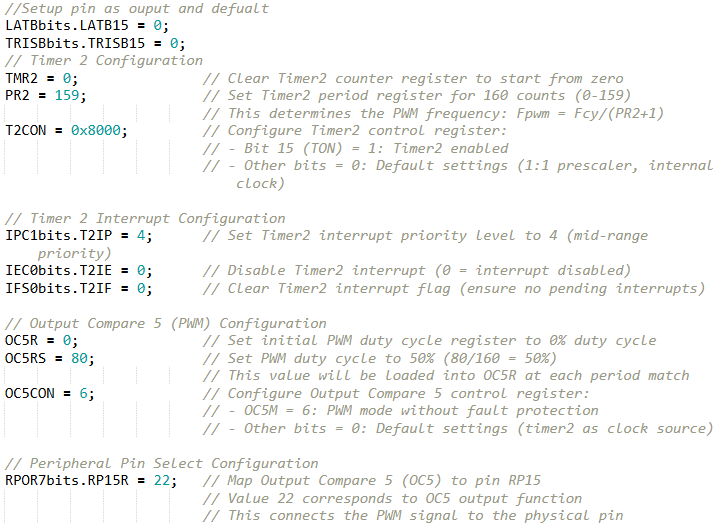 //Setup pin as ouput and defualt
LATBbits.LATB15 = 0;
TRISBbits.TRISB15 = 0;
// Timer 2 Configuration
TMR2 = 0; // Clear Timer2 counter register to start from zero
PR2 = 159; // Set Timer2 period register for 160 counts (0-159)
// This determines the PWM frequency: Fpwm = Fcy/(PR2+1)
T2CON = 0x8000; // Configure Timer2 control register:
// - Bit 15 (TON) = 1: Timer2 enabled
// - Other bits = 0: Default settings (1:1 prescaler, internal
clock)
// Timer 2 Interrupt Configuration
IPC1bits.T2IP = 4; // Set Timer2 interrupt priority level to 4 (mid-range
priority)
IEC0bits.T2IE = 0; // Disable Timer2 interrupt (0 = interrupt disabled)
IFS0bits.T2IF = 0; // Clear Timer2 interrupt flag (ensure no pending interrupts)
// Output Compare 5 (PWM) Configuration
OC5R = 0; // Set initial PWM duty cycle register to 0% duty cycle
OC5RS = 80; // Set PWM duty cycle to 50% (80/160 = 50%)
// This value will be loaded into OC5R at each period match
OC5CON = 6; // Configure Output Compare 5 control register:
// - OC5M = 6: PWM mode without fault protection
// - Other bits = 0: Default settings (timer2 as clock source)
// Peripheral Pin Select Configuration
RPOR7bits.RP15R = 22; // Map Output Compare 5 (OC5) to pin RP15
// Value 22 corresponds to OC5 output function
// This connects the PWM signal to the physical pin